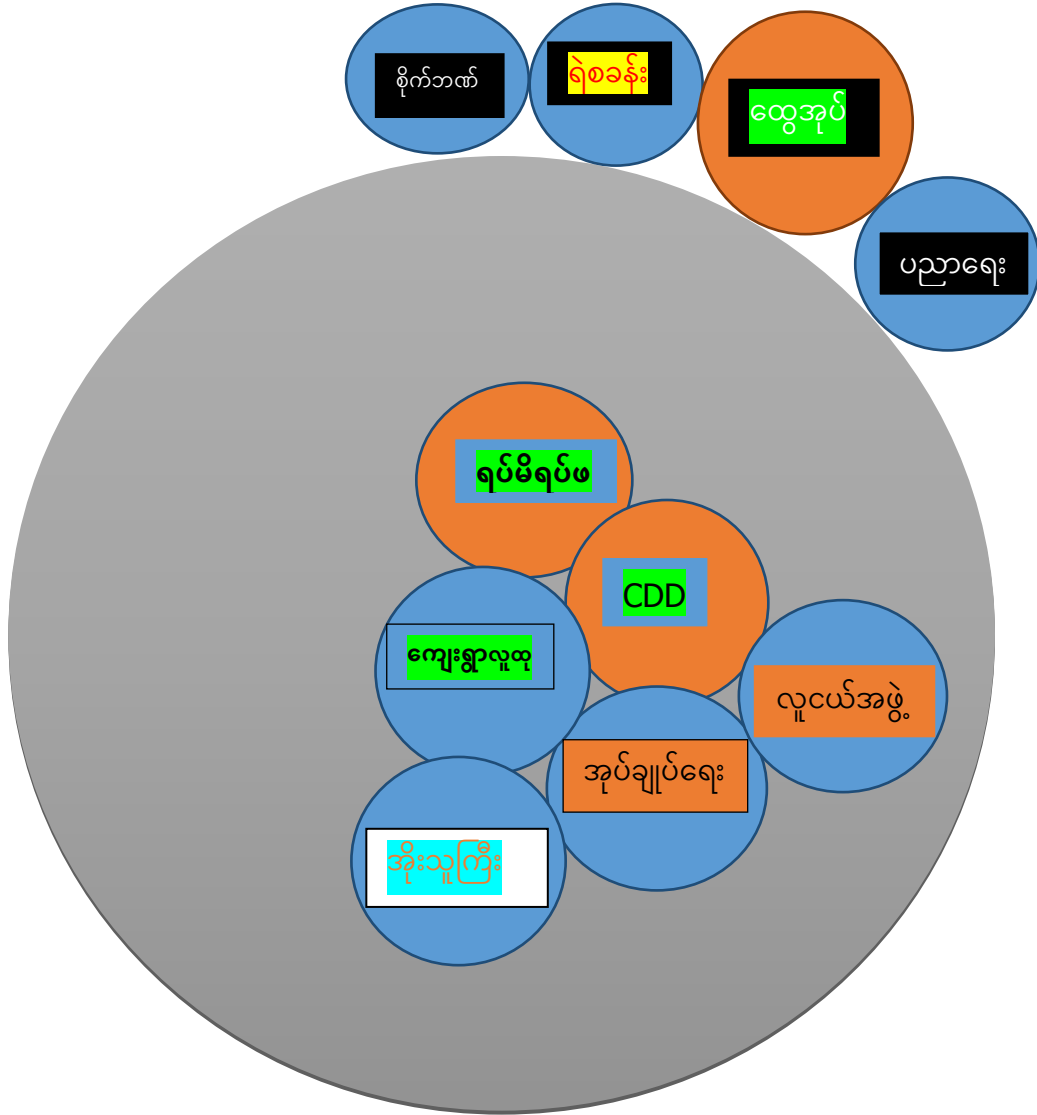 စိုက်ဘဏ်
ရဲစခန်း
ထွေအုပ်
ပညာရေး
ရပ်မိရပ်ဖ
CDD
ကျေးရွာလူထု
လူငယ်အဖွဲ့
အုပ်ချုပ်ရေး
အိုးသူကြီး